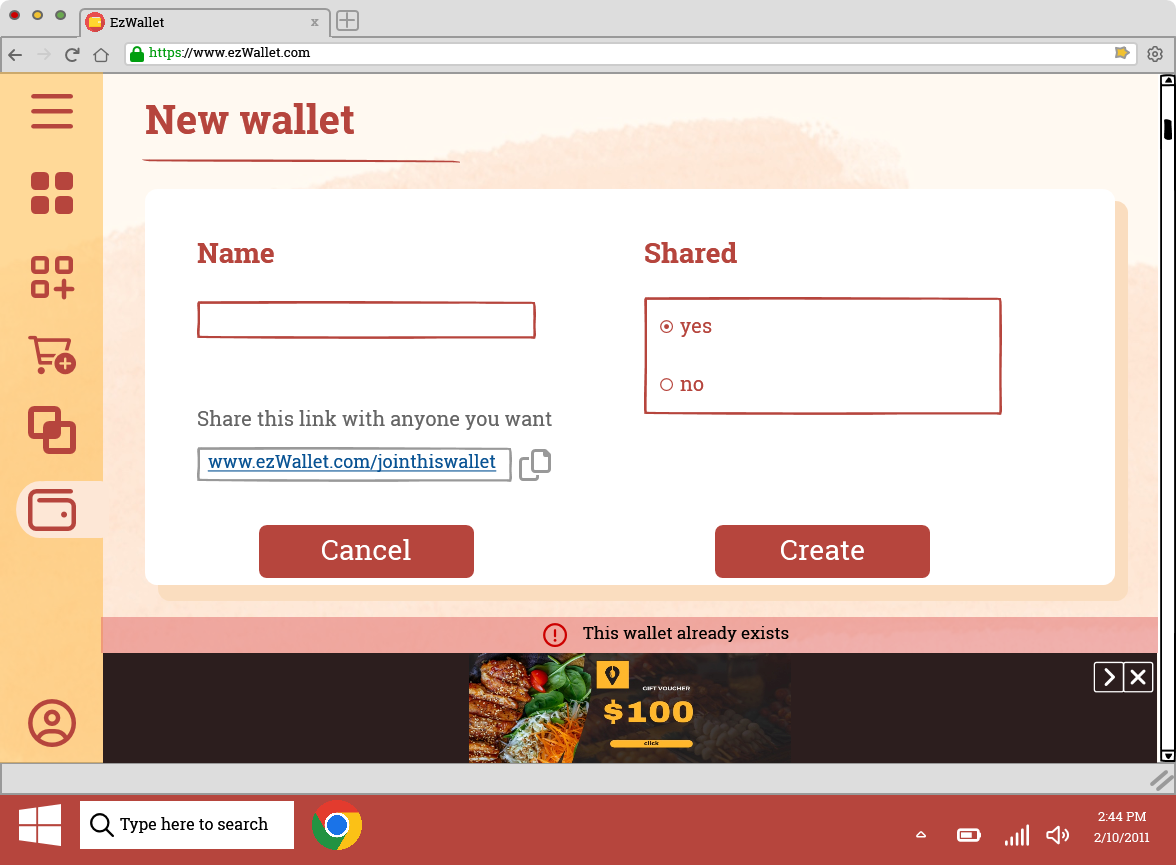 EzWallet
x
https://www.ezWallet.com
New wallet
Name
Shared
yes
no
Share this link with anyone you want
www.ezWallet.com/jointhiswallet
Cancel
Create
This wallet already exists
GIFT VOUCHER
$100
click
Type here to search
2:44 PM
2/10/2011